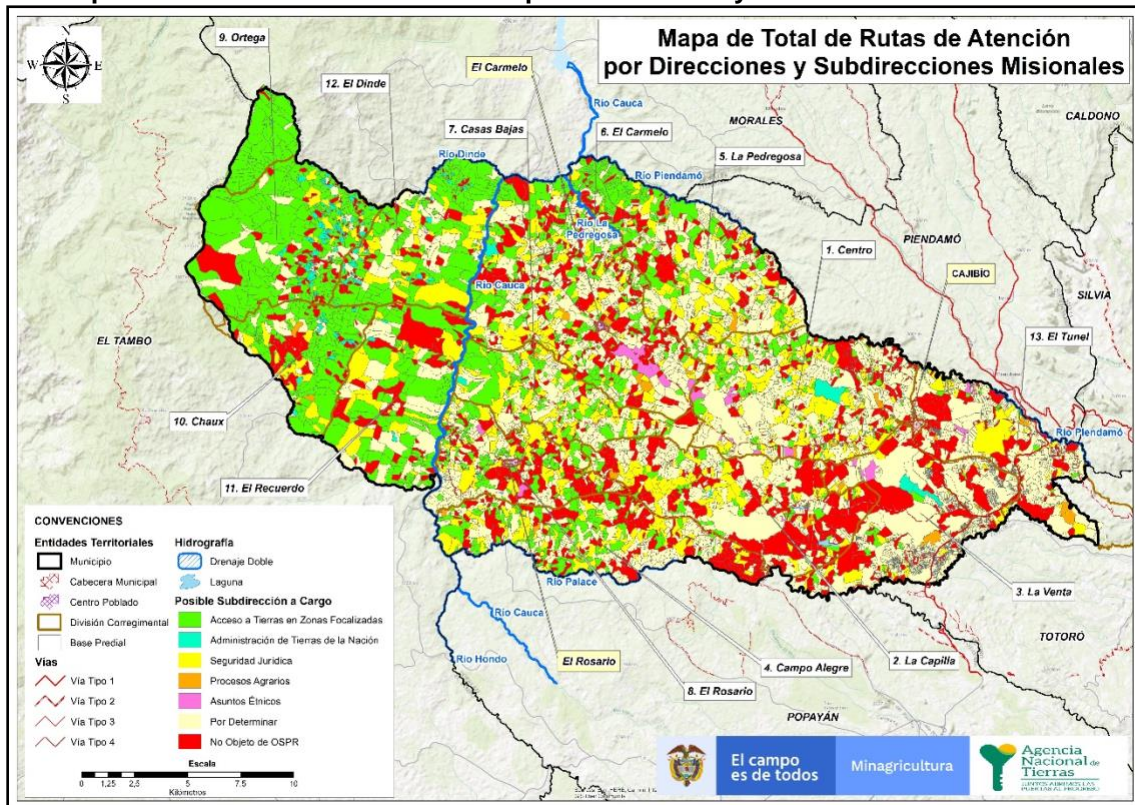 Mapa de Total de Rutas de Atención
por Direcciones y Subdirecciones Misionales
N
W E
S
9. Ortega
12. El Dinde
El Carmelo
7. Casas Bajas
Río Cauca
6. El Carmelo
MORALES
CALDONO
5. La Pedregosa
Río Dinde
Río Piendamó
Río La
Pedregosa
1. Centro
PIENDAMÓ
CAJIBÍO
SILVIA
Río Cauca
13. El Tunel
EL TAMBO
Río Piendamó
10. Chaux
11. El Recuerdo
3. La Venta
TOTORÓ
Río Palace
Río Cauca
Río Hondo
El Rosario
4. Campo Alegre
2. La Capilla
8. El Rosario
POPAYÁN
CONVENCIONES
Entidades Territoriales
Municipio
Cabecera Municipal
Centro Poblado
División Corregimental
Base Predial
Vías
Vía Tipo 1
Vía Tipo 2
Vía Tipo 3
Vía Tipo 4
Hidrografía
Drenaje Doble
Laguna
Posible Subdirección a Cargo
Acceso a Tierras en Zonas Focalizadas
Administración de Tierras de la Nación
Seguridad Jurídica
Procesos Agrarios
Asuntos Étnicos
Por Determinar
No Objeto de OSPR
Escala
0 1,25 2,5 5 7,5 10
Kilómetros
El campo
es de todos
Minagricultura
Agencia
Nacional de
Tierras
JUNTOS ABRIMOS LAS
PUERTAS AL PROGRESO